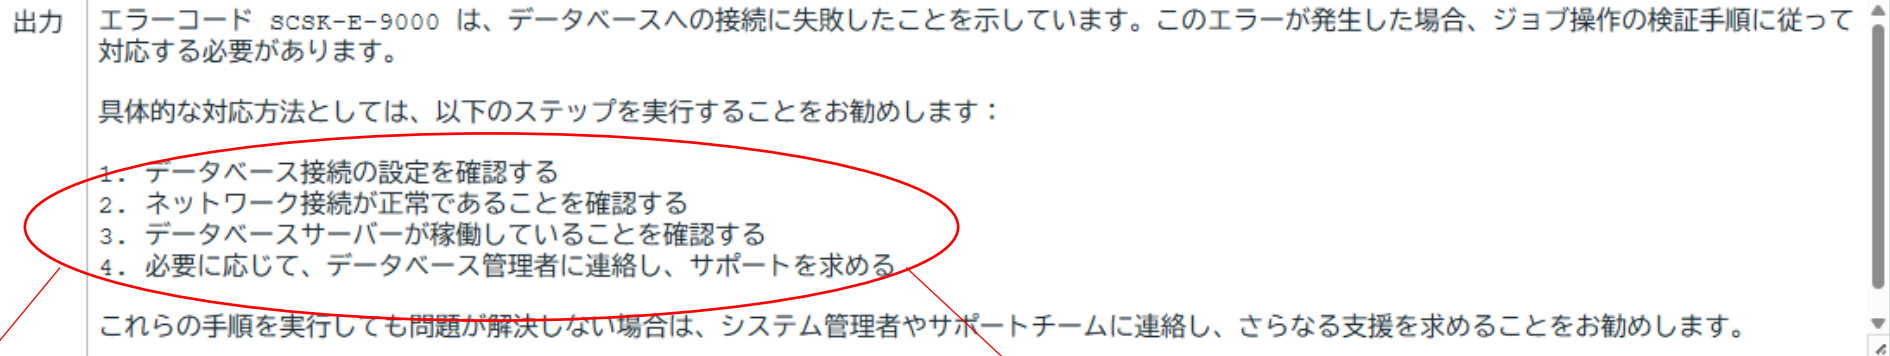 出力
エラーコード SCSK-E-9000 は、データベースへの接続に失敗したことを示しています。このエラーが発生した場合、ジョブ操作の検証手順に従って
対応する必要があります。
具体的な対応方法としては、以下のステップを実行することをお勧めします：
1. データベース接続の設定を確認する
2. ネットワーク接続が正常であることを確認する
3. データベースサーバーが稼働していることを確認する
4. 必要に応じて、データベース管理者に連絡し、サポートを求める
これらの手順を実行しても問題が解決しない場合は、システム管理者やサポートチームに連絡し、さらなる支援を求めることをお勧めします。